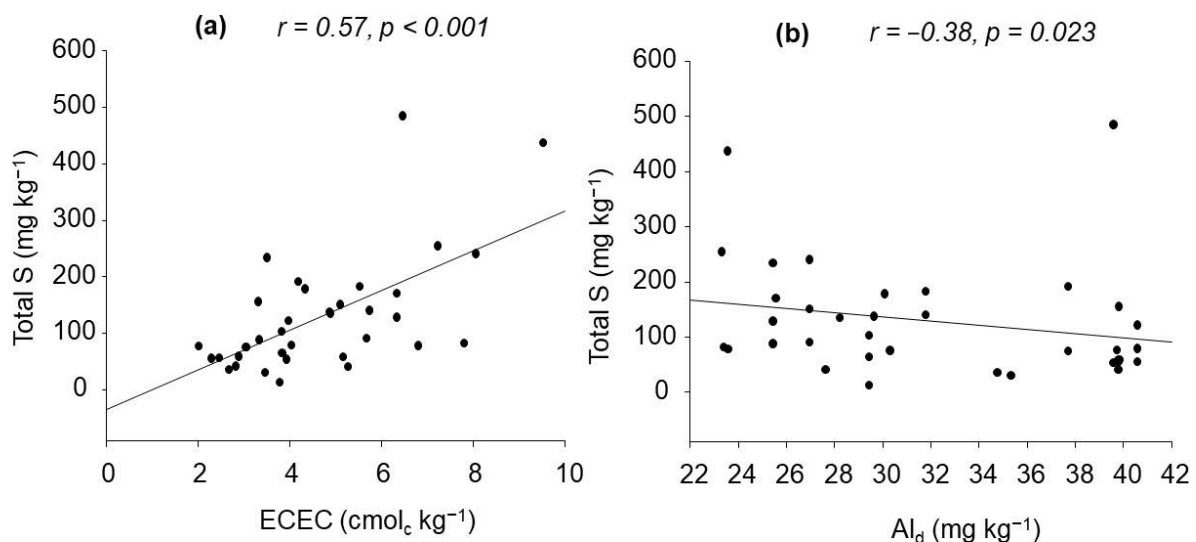 (a) r = 0.57, p < 0.001
600
500
400
300
200
100
0
Total S (mg kg⁻¹)
0 2 4 6 8 10
ECEC (cmol_c kg⁻¹)
(b) r = −0.38, p = 0.023
600
500
400
300
200
100
0
Total S (mg kg⁻¹)
22 24 26 28 30 32 34 36 38 40 42
Al_d (mg kg⁻¹)